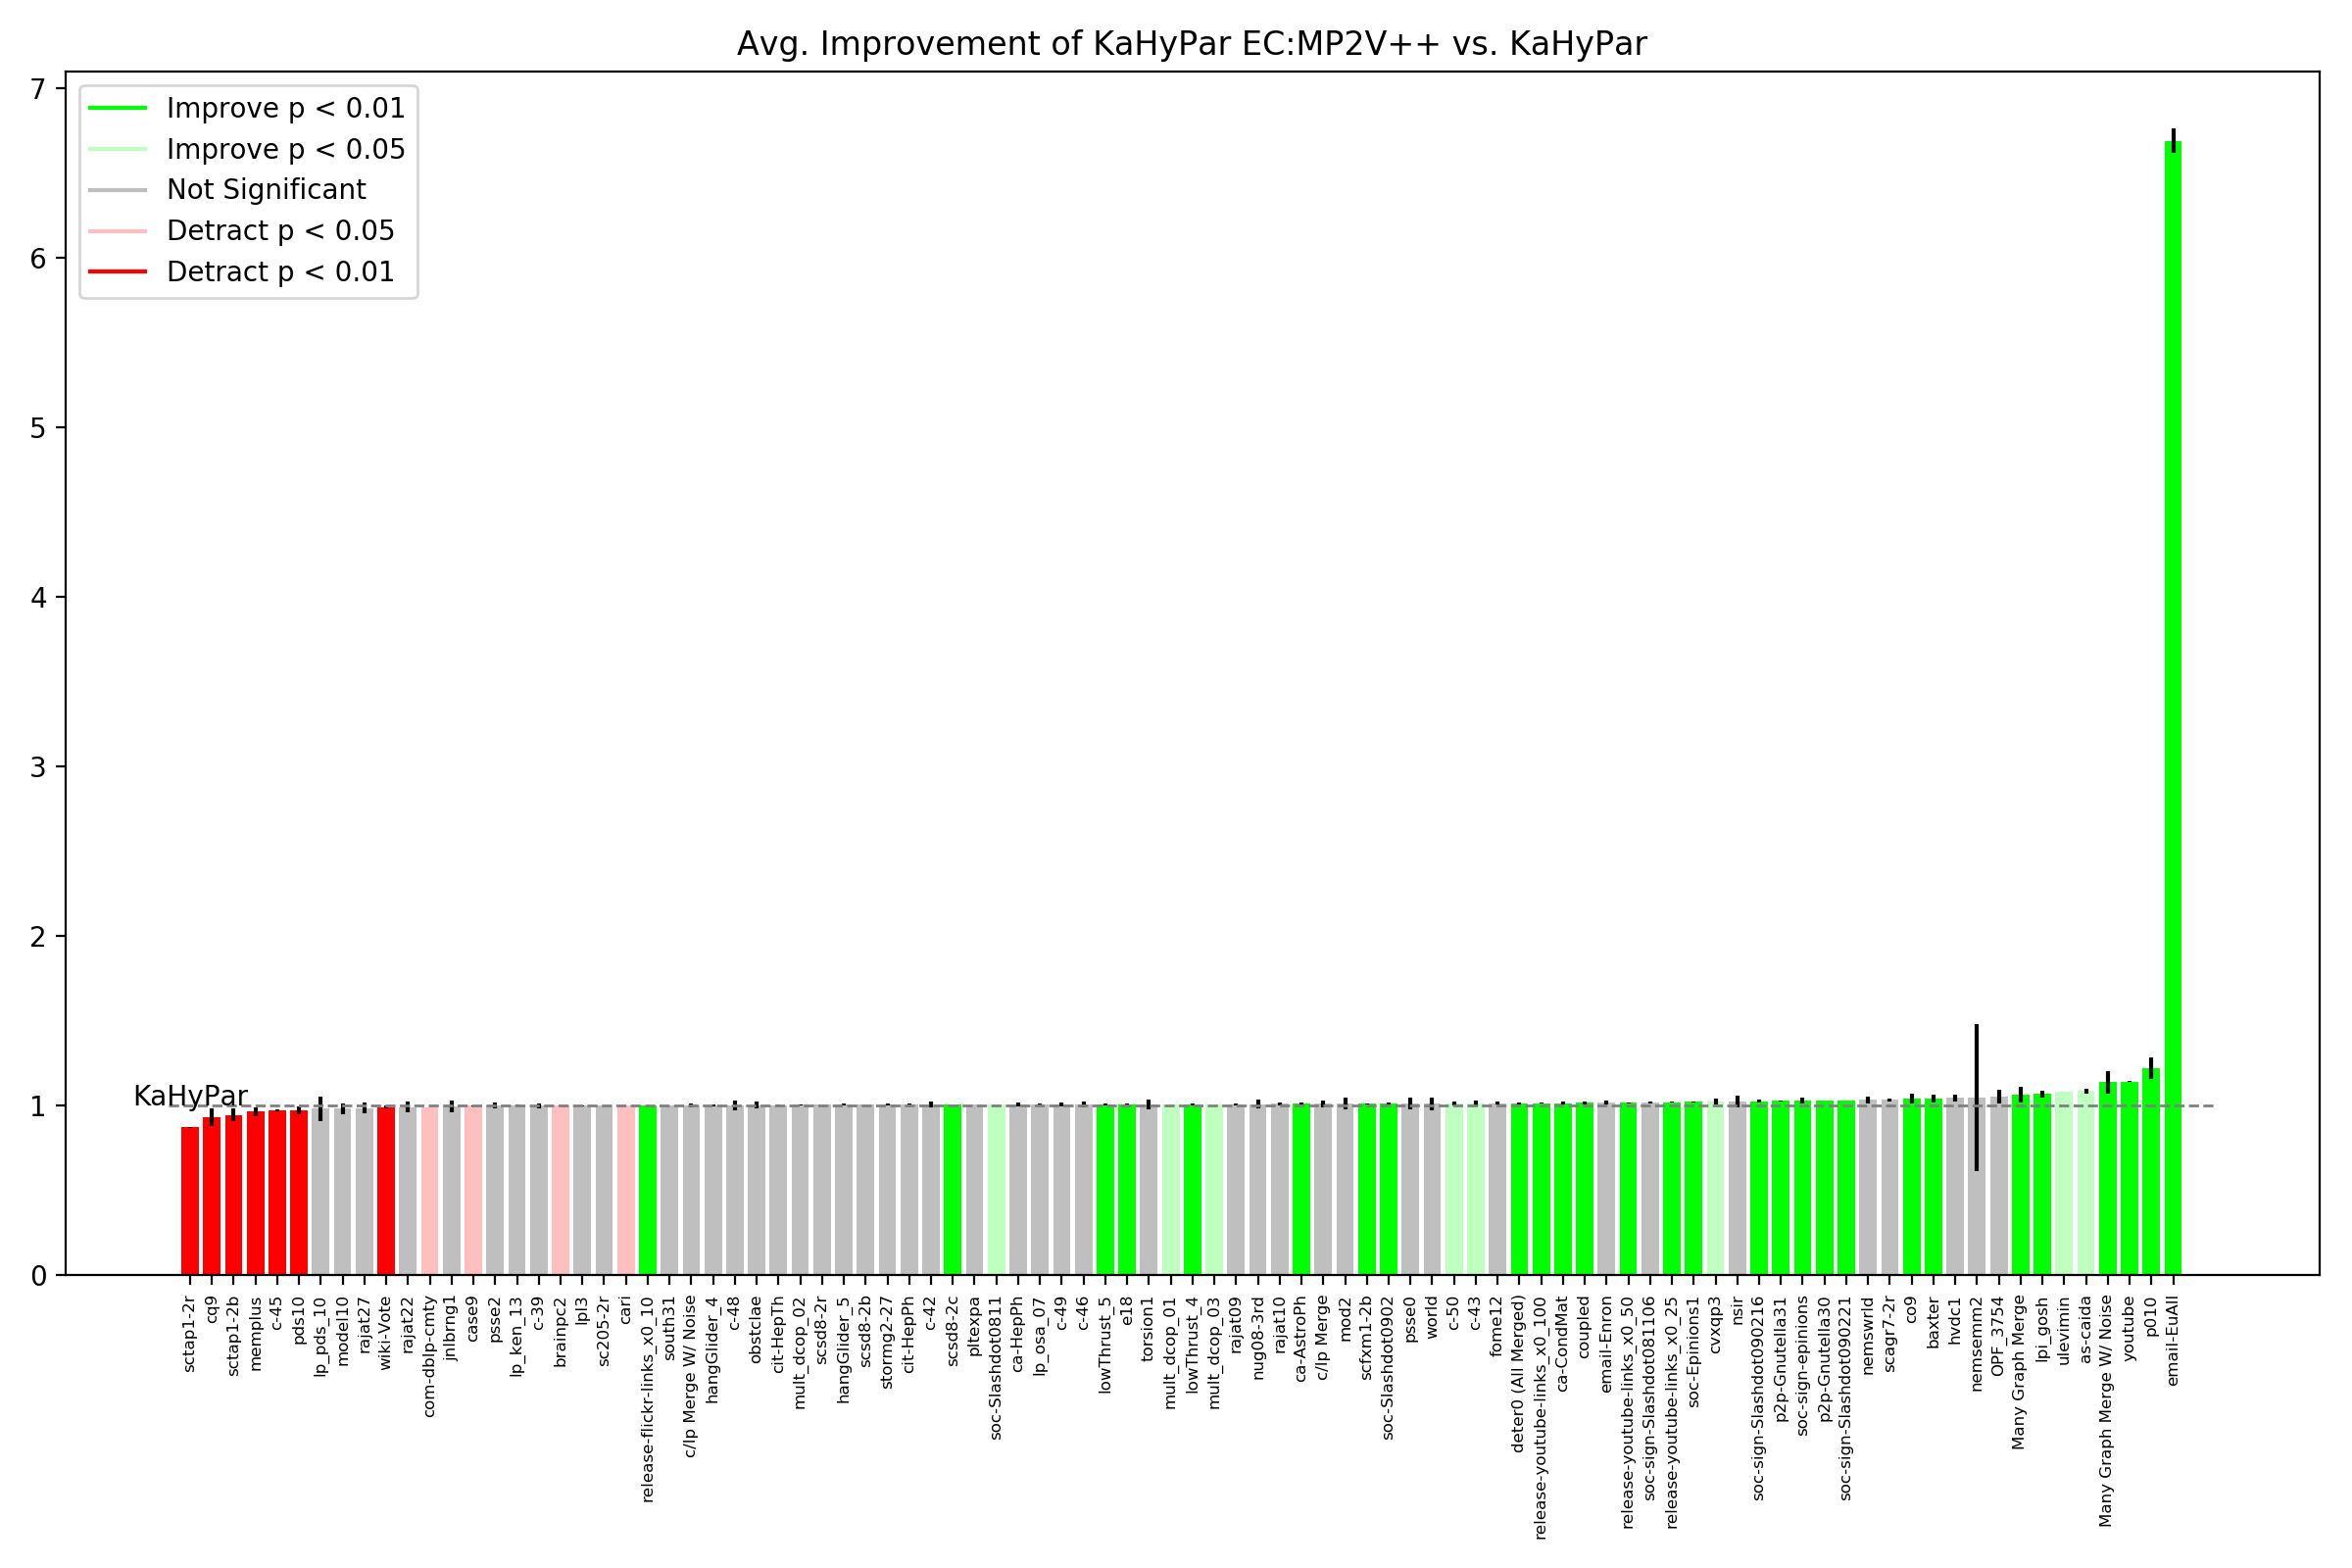 Avg. Improvement of KaHyPar EC:MP2V++ vs. KaHyPar
7
6
5
4
3
2
1
0
Improve p < 0.01
Improve p < 0.05
Not Significant
Detract p < 0.05
Detract p < 0.01
KaHyPar
sctap1-2r
cq9
sctap1-2b
memplus
c-45
pds10
lp_pds_10
model10
rajat27
wiki-Vote
rajat22
com-dblp-cmty
jnlbrng1
case9
psse2
lp_ken_13
c-39
brainpc2
lpl3
sc205-2r
cari
release-flickr-links_x0_10
south31
c/lp Merge W/ Noise
hangGlider_4
c-48
obstclae
cit-HepTh
mult_dcop_02
scsd8-2r
hangGlider_5
scsd8-2b
stormg2-27
cit-HepPh
c-42
scsd8-2c
pltexpa
soc-Slashdot0811
ca-HepPh
lp_osa_07
c-49
c-46
lowThrust_5
e18
torsion1
mult_dcop_01
lowThrust_4
mult_dcop_03
rajat09
nug08-3rd
rajat10
ca-AstroPh
c/lp Merge
mod2
scfxm1-2b
soc-Slashdot0902
psse0
world
c-50
c-43
fome12
deter0 (All Merged)
release-youtube-links_x0_100
ca-CondMat
coupled
email-Enron
release-youtube-links_x0_50
soc-sign-Slashdot081106
release-youtube-links_x0_25
soc-Epinions1
cvxqp3
nsir
soc-sign-Slashdot090216
p2p-Gnutella31
soc-sign-epinions
p2p-Gnutella30
soc-sign-Slashdot090221
nemswrld
scagr7-2r
co9
baxter
hvdc1
nemsemm2
OPF_3754
Many Graph Merge
lpi_gosh
ulevimin
as-caida
Many Graph Merge W/ Noise
youtube
p010
email-EuAll